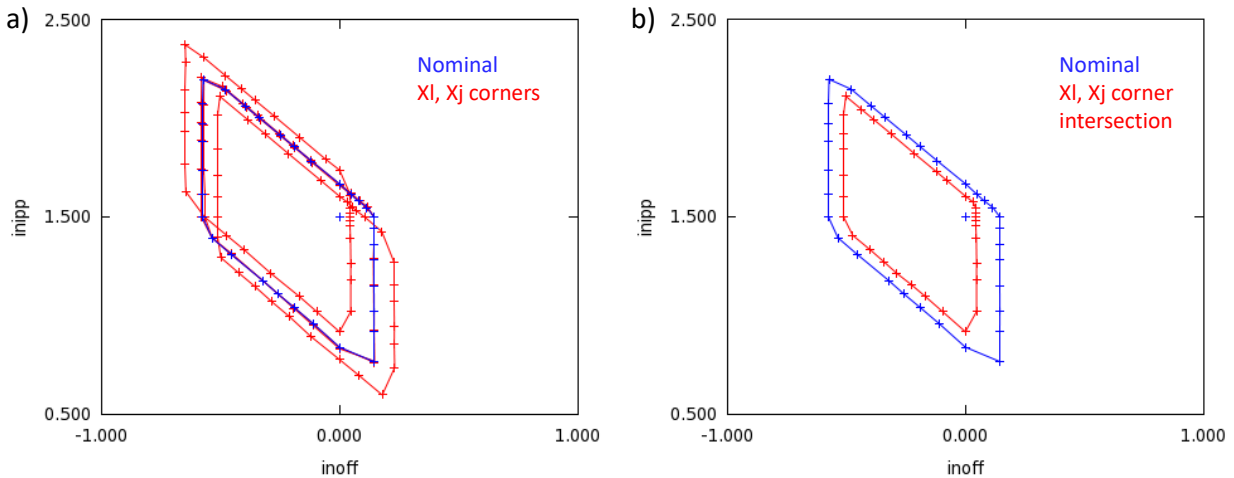 a)
2.500
Nominal
Xl, Xj corners
inipp
1.500
0.500
-1.000
0.000
1.000
inoff
b)
2.500
Nominal
Xl, Xj corner
intersection
inipp
1.500
0.500
-1.000
0.000
1.000
inoff